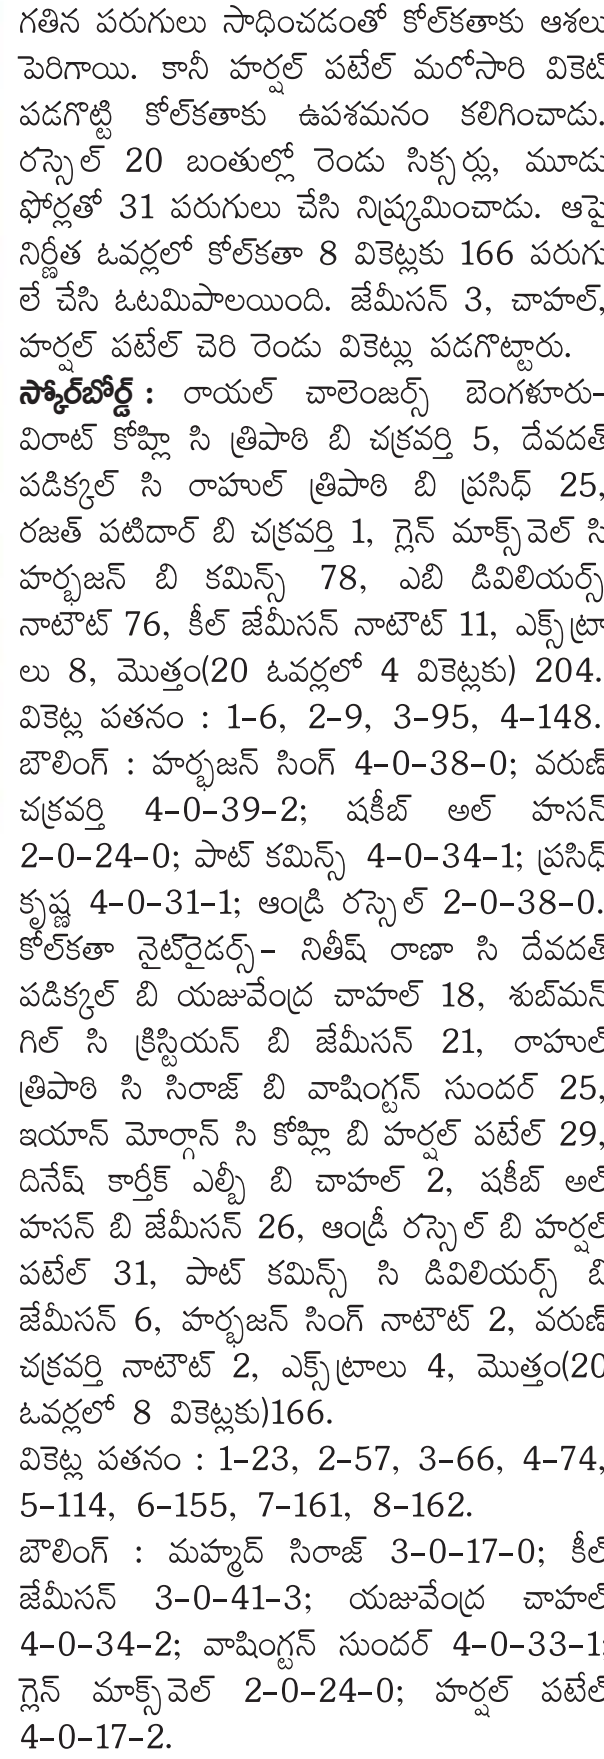 గతిన పరుగులు సాధించడంతో కోల్‌కతాకు ఆశలు
పెరిగాయి. కానీ హర్షల్ పటేల్ మరోసారి వికెట్
పడగొట్టి కోల్‌కతాకు ఉపశమనం కలిగించాడు.
రస్సెల్ 20 బంతుల్లో రెండు సిక్సర్లు, మూడు
ఫోర్లతో 31 పరుగులు చేసి నిష్క్రమించాడు. ఆపై
నిర్ణీత ఓవర్లలో కోల్‌కతా 8 వికెట్లకు 166 పరుగు
లే చేసి ఓటమిపాలయింది. జేమీసన్ 3, చాహల్,
హర్షల్ పటేల్ చెరి రెండు వికెట్లు పడగొట్టారు.
స్కోర్‌బోర్డ్ : రాయల్ చాలెంజర్స్ బెంగళూరు-
విరాట్ కోహ్లి సి త్రిపాఠి బి చక్రవర్తి 5, దేవదత్
పడిక్కల్ సి రాహుల్ త్రిపాఠి బి ప్రసిధ్ 25,
రజత్ పటిదార్ బి చక్రవర్తి 1, గ్లెన్ మాక్స్‌వెల్ సి
హర్భజన్ బి కమిన్స్ 78, ఎబి డివిలియర్స్
నాటౌట్ 76, కీల్ జేమీసన్ నాటౌట్ 11, ఎక్స్‌ట్రా
లు 8, మొత్తం(20 ఓవర్లలో 4 వికెట్లకు) 204.
వికెట్ల పతనం : 1-6, 2-9, 3-95, 4-148.
బౌలింగ్ : హర్భజన్ సింగ్ 4-0-38-0; వరుణ్
చక్రవర్తి 4-0-39-2; షకీబ్ అల్ హసన్
2-0-24-0; పాట్ కమిన్స్ 4-0-34-1; ప్రసిధ్
కృష్ణ 4-0-31-1; ఆండ్రి రస్సెల్ 2-0-38-0.
కోల్‌కతా నైట్‌రైడర్స్- నితీష్ రాణా సి దేవదత్
పడిక్కల్ బి యజువేంద్ర చాహల్ 18, శుబ్‌మన్
గిల్ సి క్రిస్టియన్ బి జేమీసన్ 21, రాహుల్
త్రిపాఠి సి సిరాజ్ బి వాషింగ్టన్ సుందర్ 25,
ఇయాన్ మోర్గాన్ సి కోహ్లి బి హర్షల్ పటేల్ 29,
దినేష్ కార్తీక్ ఎల్బీ బి చాహల్ 2, షకీబ్ అల్
హసన్ బి జేమీసన్ 26, ఆండ్రీ రస్సెల్ బి హర్షల్
పటేల్ 31, పాట్ కమిన్స్ సి డివిలియర్స్ బి
జేమీసన్ 6, హర్భజన్ సింగ్ నాటౌట్ 2, వరుణ్
చక్రవర్తి నాటౌట్ 2, ఎక్స్‌ట్రాలు 4, మొత్తం(20
ఓవర్లలో 8 వికెట్లకు)166.
వికెట్ల పతనం : 1-23, 2-57, 3-66, 4-74,
5-114, 6-155, 7-161, 8-162.
బౌలింగ్ : మహ్మద్ సిరాజ్ 3-0-17-0; కీల్
జేమీసన్ 3-0-41-3; యజువేంద్ర చాహల్
4-0-34-2; వాషింగ్టన్ సుందర్ 4-0-33-1;
గ్లెన్ మాక్స్‌వెల్ 2-0-24-0; హర్షల్ పటేల్
4-0-17-2.